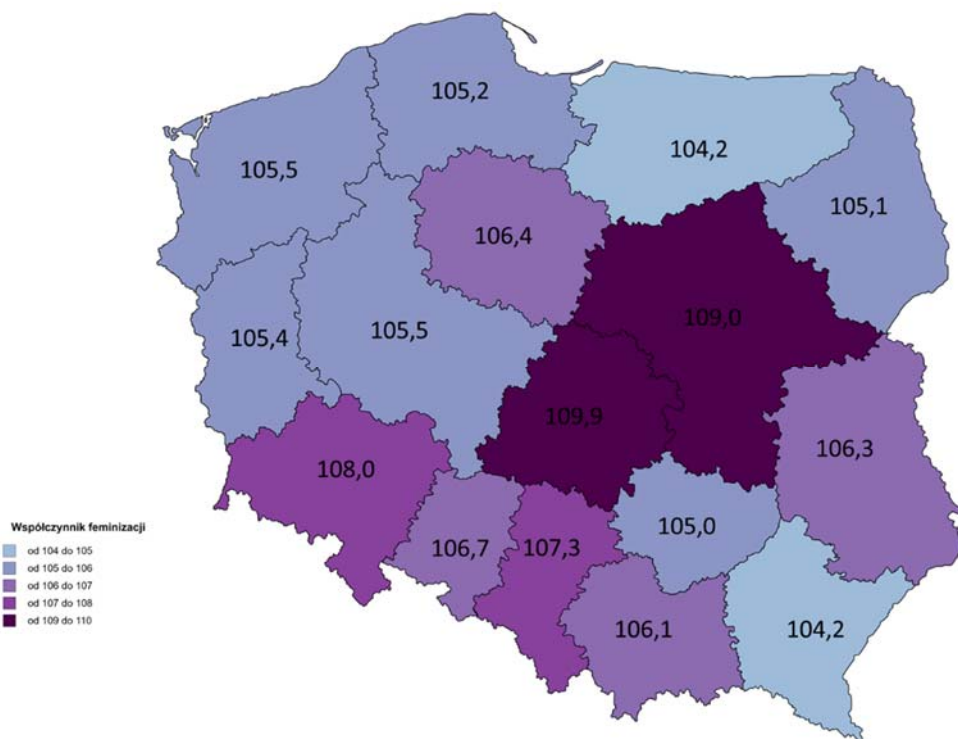 105,2
104,2
105,5
105,1
106,4
109,0
105,4
105,5
109,9
106,3
108,0
105,0
106,7
107,3
106,1
104,2
Współczynnik feminizacji
od 104 do 105
od 105 do 106
od 106 do 107
od 107 do 108
od 109 do 110